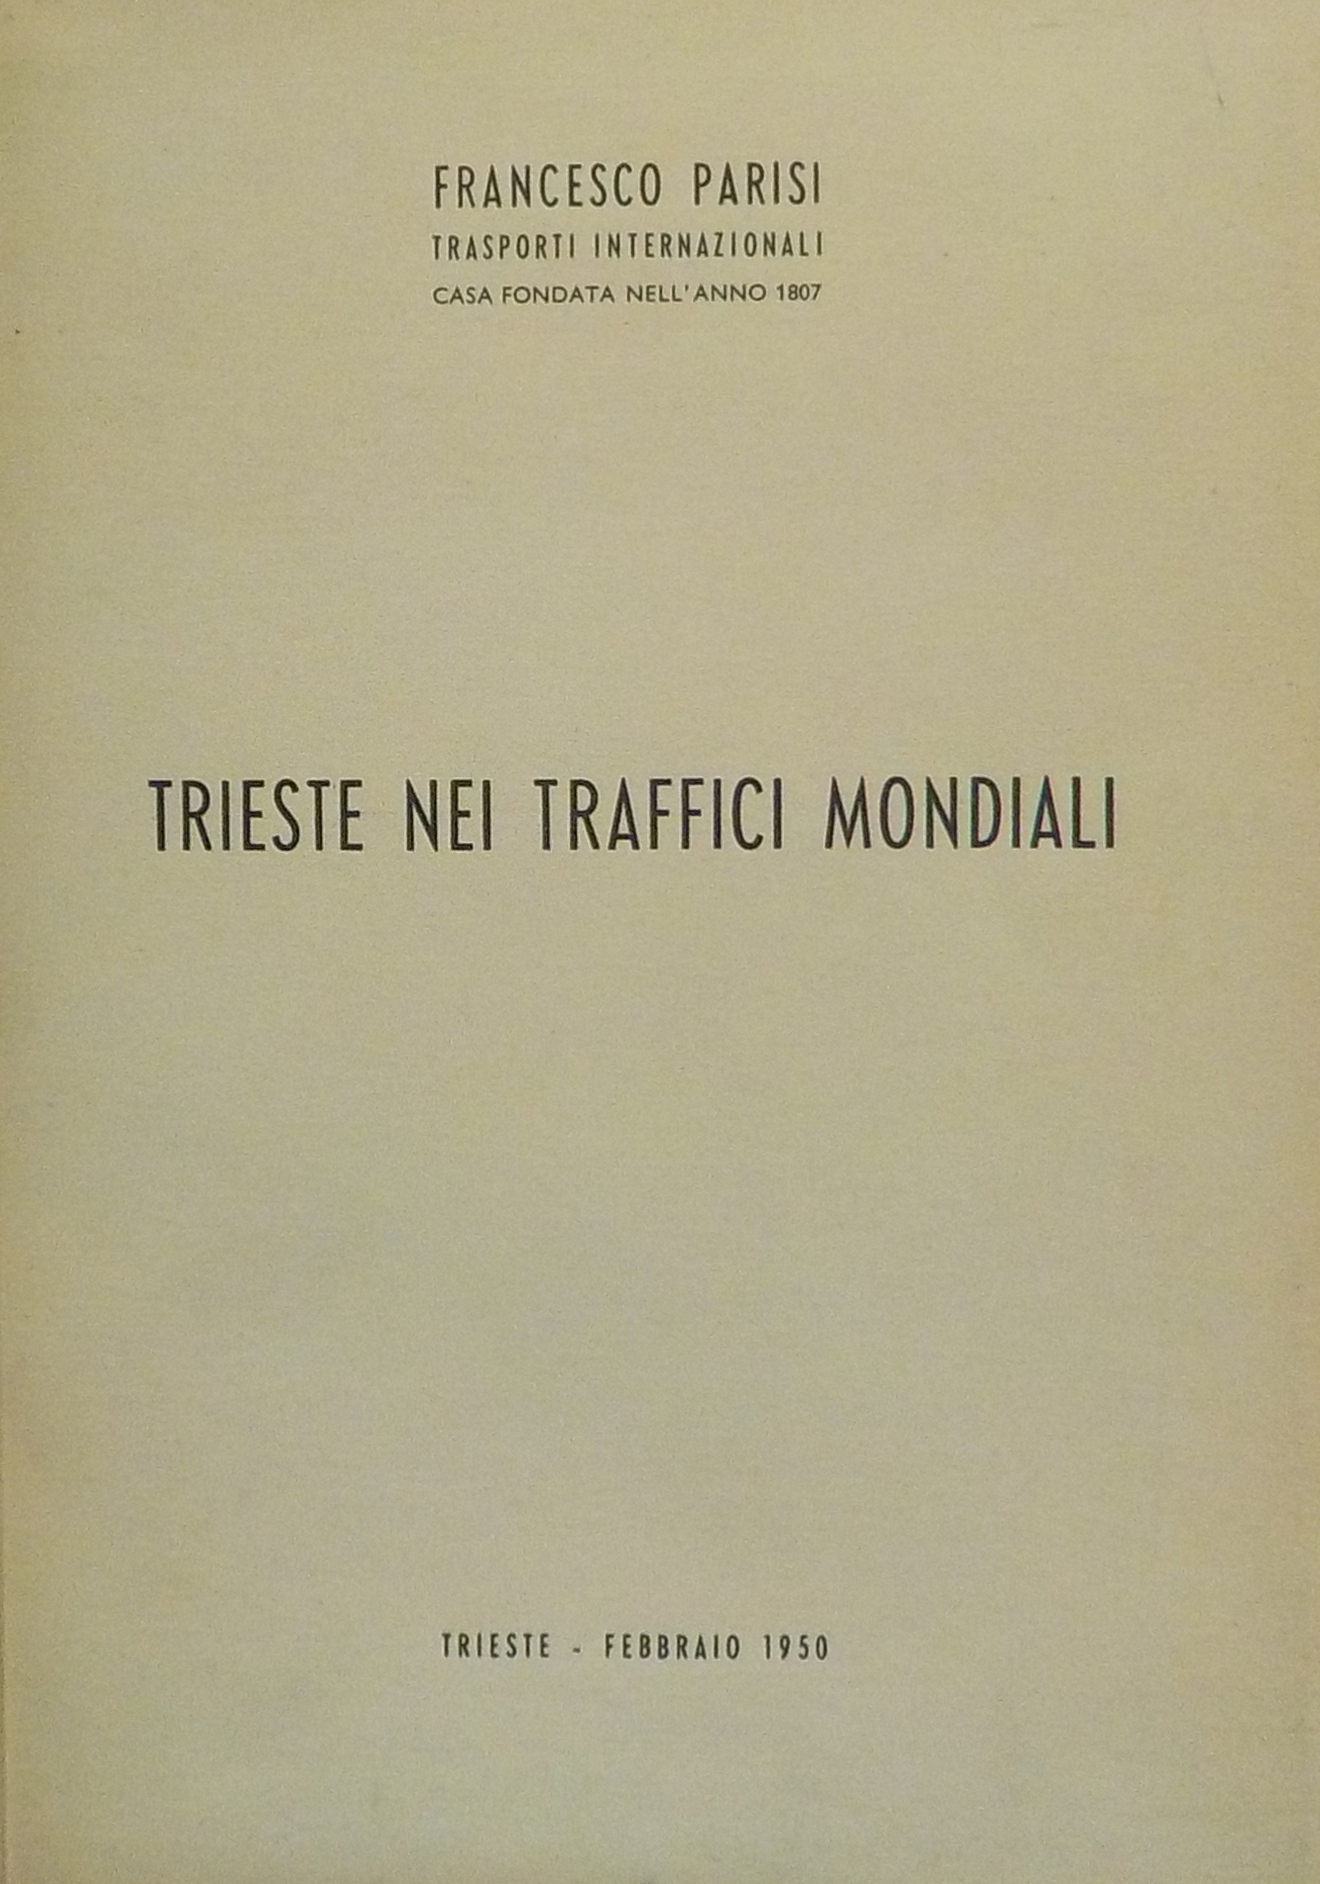 FRANCESCO PARISI
TRASPORTI INTERNAZIONALI
CASA FONDATA NELL'ANNO 1807
TRIESTE NEI TRAFFICI MONDIALI
TRIESTE - FEBBRAIO 1950